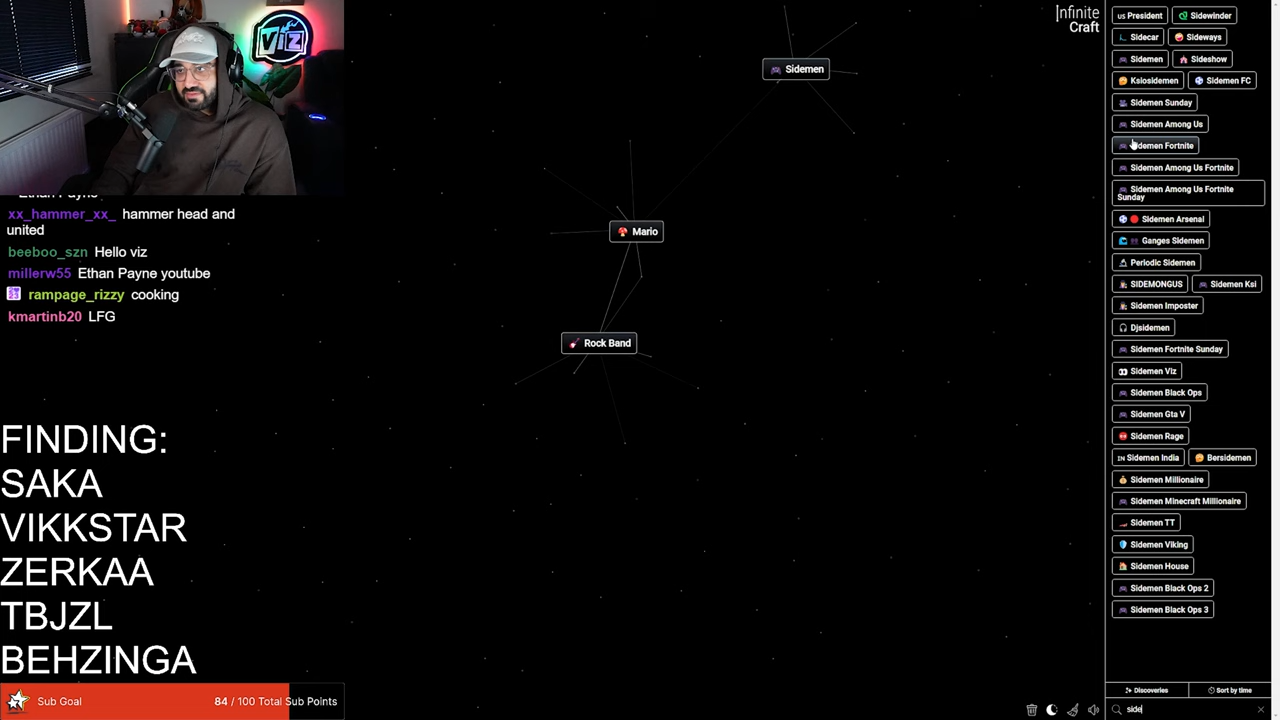 VIZ
Ethan Payne
xx_hammer_xx_ hammer head and
united
beeboo_szn Hello viz
millerw55 Ethan Payne youtube
rampage_rizzy cooking
kmartinb20 LFG
FINDING:
SAKA
VIKKSTAR
ZERKAA
TBJZL
BEHZINGA
Sub Goal 84 / 100 Total Sub Points
Sidemen
Mario
Rock Band
Infinite
Craft
US President Sidewinder
Sidecar Sideways
Sidemen Sideshow
Ksiosidemen Sidemen FC
Sidemen Sunday
Sidemen Among Us
Sidemen Fortnite
Sidemen Among Us Fortnite
Sidemen Among Us Fortnite
Sunday
Sidemen Arsenal
Ganges Sidemen
Periodic Sidemen
SIDEMONGUS Sidemen Ksi
Sidemen Imposter
Djsidemen
Sidemen Fortnite Sunday
Sidemen Viz
Sidemen Black Ops
Sidemen Gta V
Sidemen Rage
IN Sidemen India Bersidemen
Sidemen Millionaire
Sidemen Minecraft Millionaire
Sidemen TT
Sidemen Viking
Sidemen House
Sidemen Black Ops 2
Sidemen Black Ops 3
Discoveries Sort by time
side